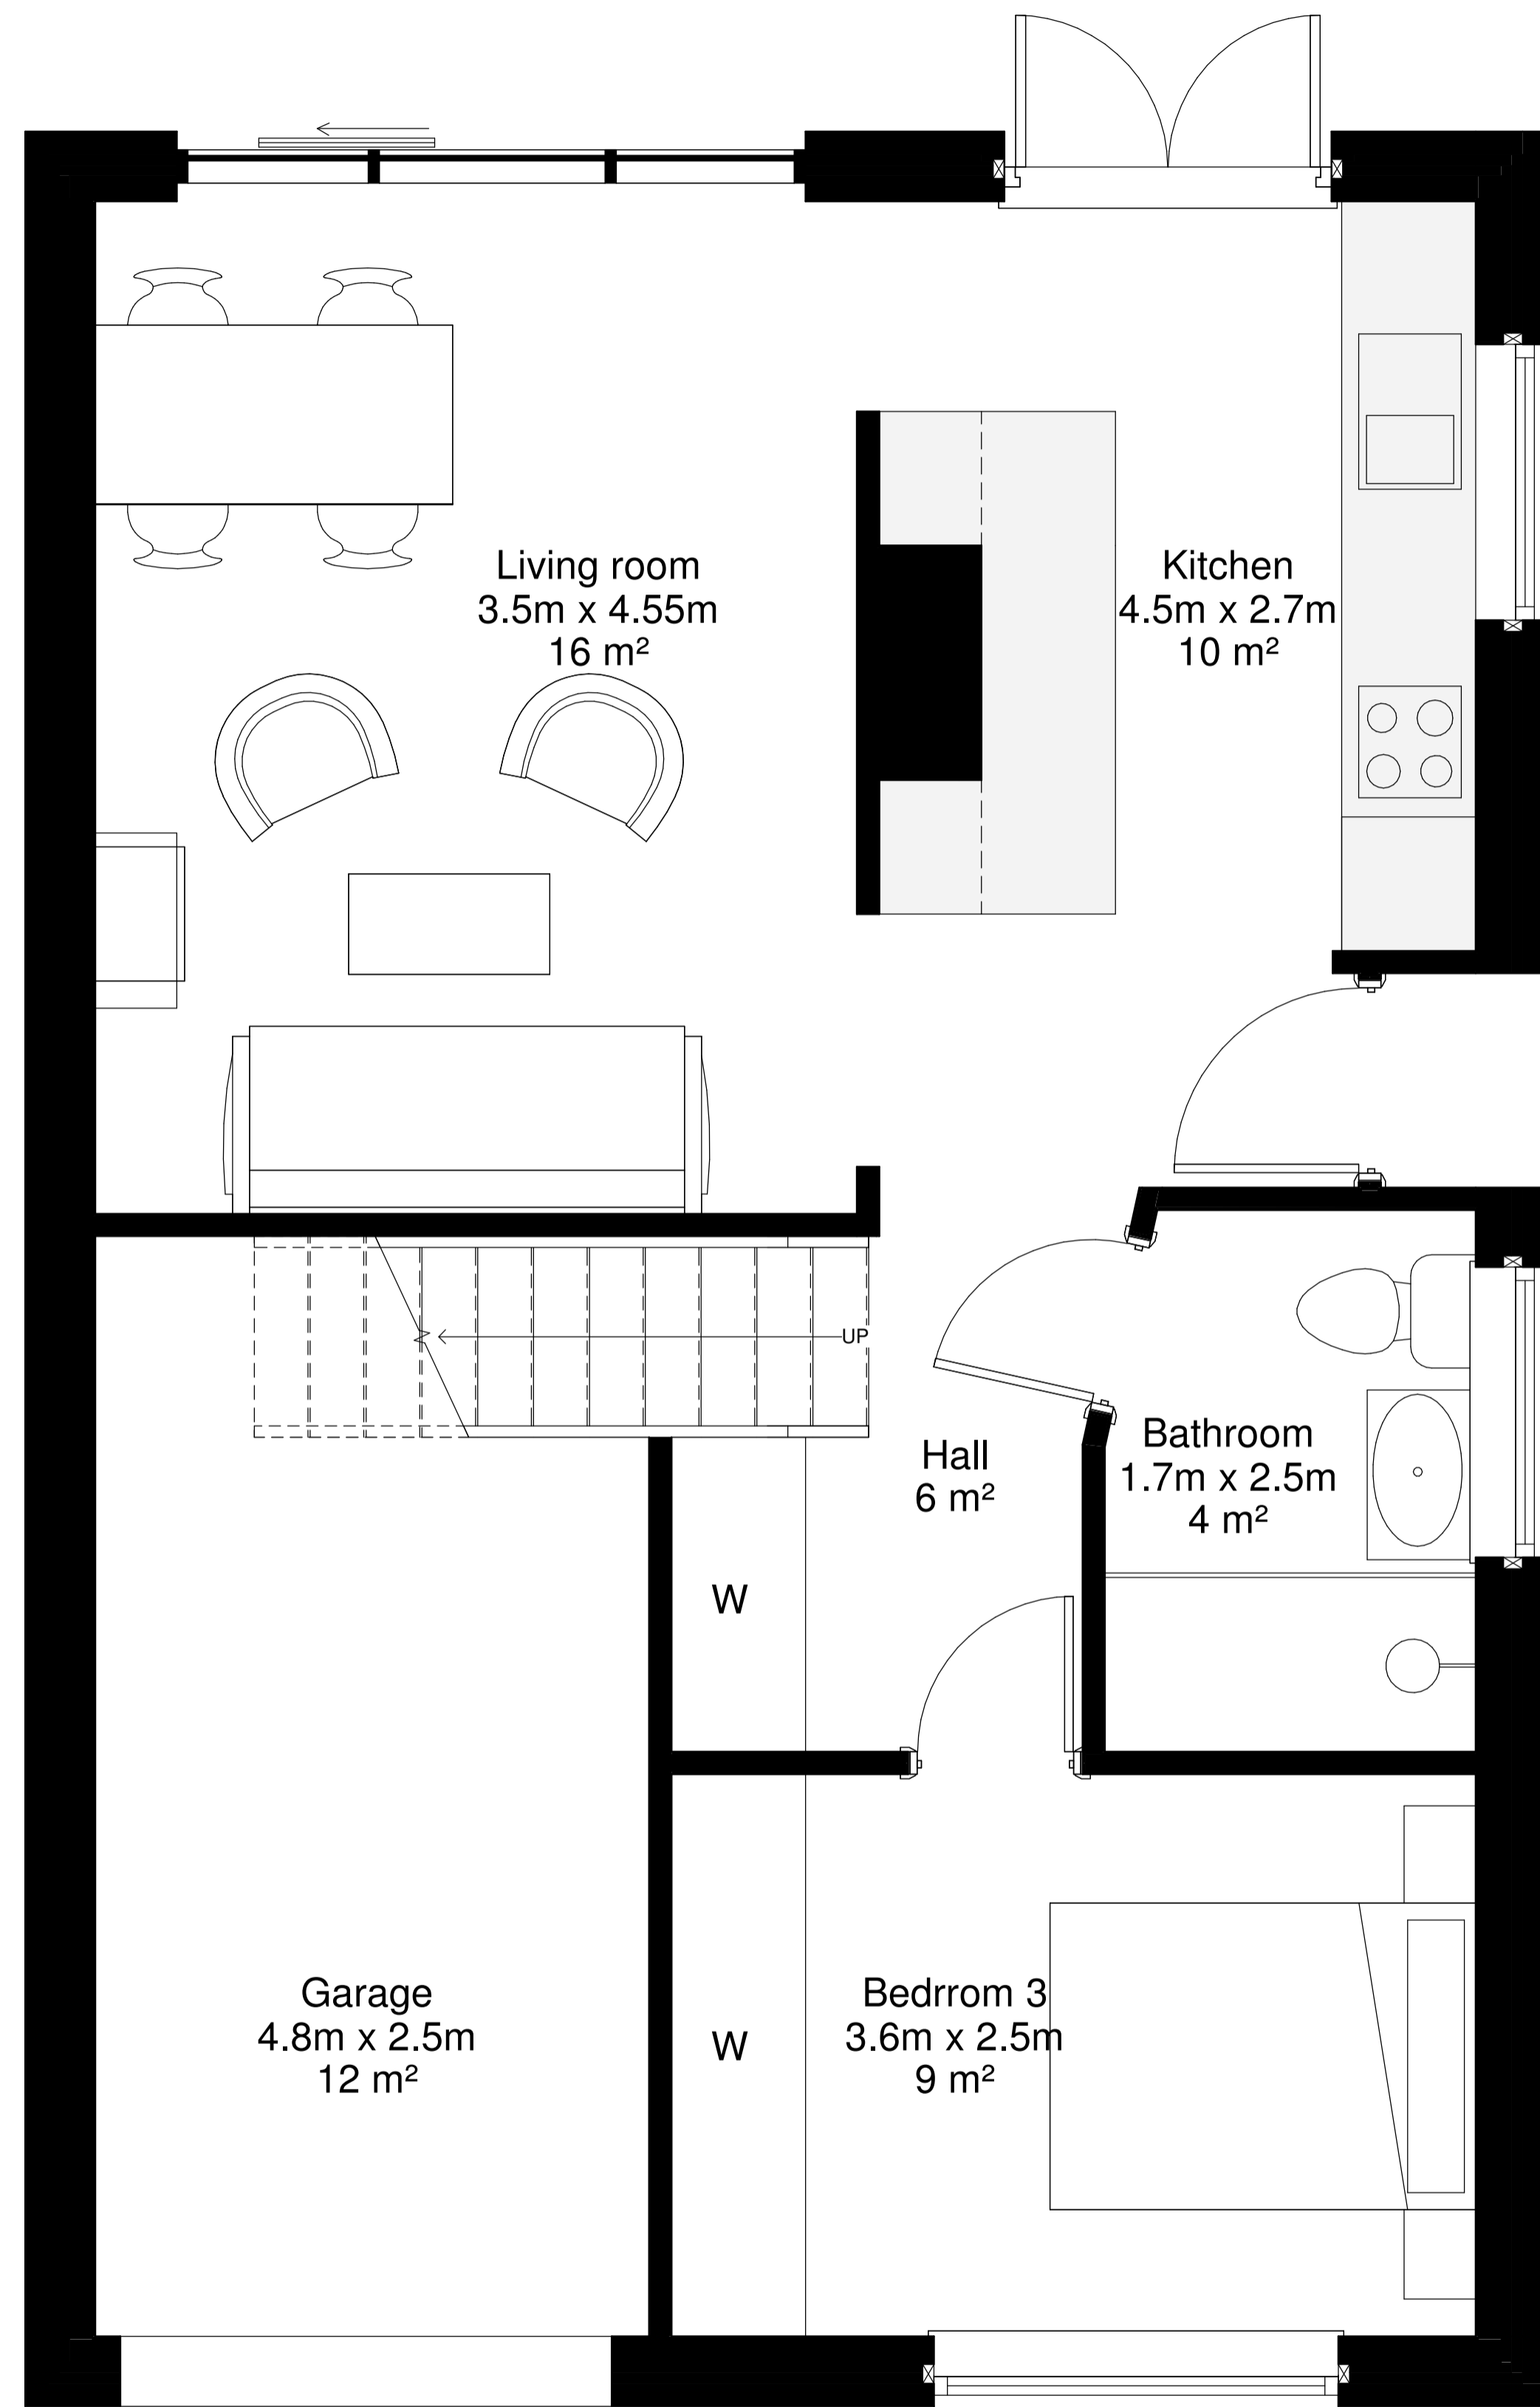 Living room
3.5m x 4.55m
16 m²
Kitchen
4.5m x 2.7m
10 m²
UP
Hall
6 m²
Bathroom
1.7m x 2.5m
4 m²
W
Garage
4.8m x 2.5m
12 m²
W
Bedrrom 3
3.6m x 2.5m
9 m²